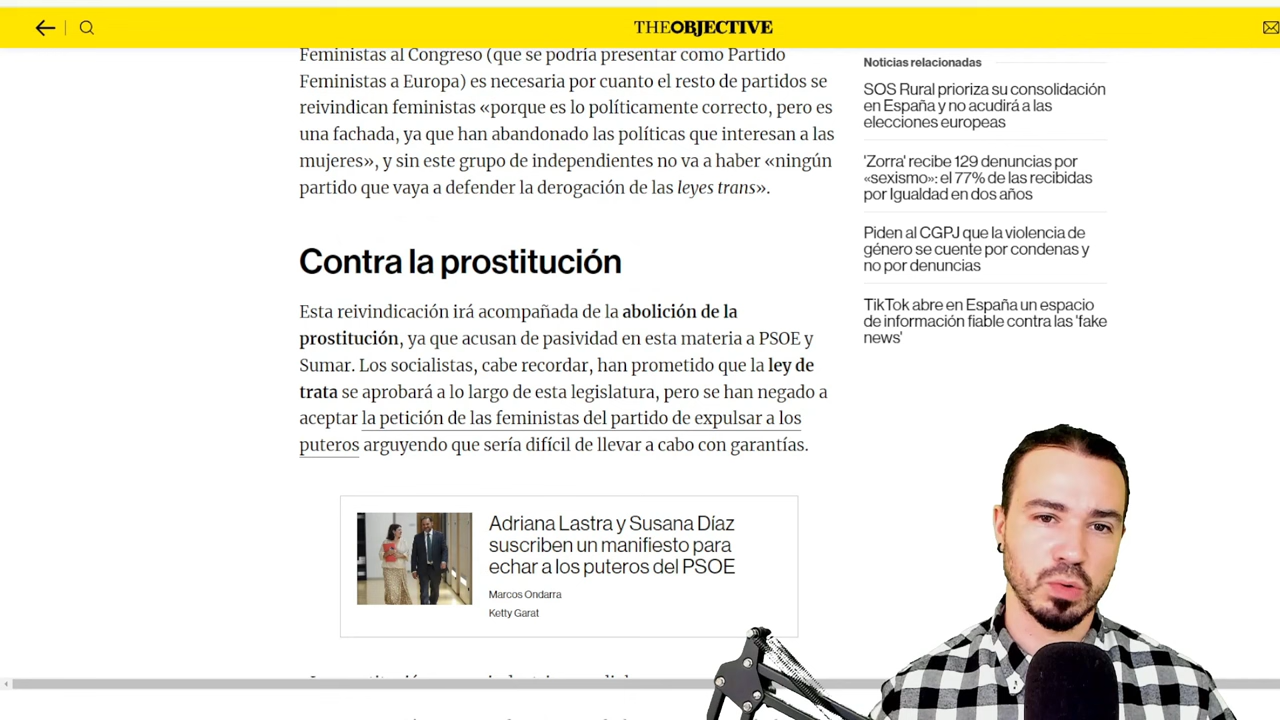 THEOBJECTIVE
Feministas al Congreso (que se podría presentar como Partido
Feministas a Europa) es necesaria por cuanto el resto de partidos se
reivindican feministas «porque es lo políticamente correcto, pero es
una fachada, ya que han abandonado las políticas que interesan a las
mujeres», y sin este grupo de independientes no va a haber «ningún
partido que vaya a defender la derogación de las leyes trans».
Contra la prostitución
Esta reivindicación irá acompañada de la abolición de la
prostitución, ya que acusan de pasividad en esta materia a PSOE y
Sumar. Los socialistas, cabe recordar, han prometido que la ley de
trata se aprobará a lo largo de esta legislatura, pero se han negado a
aceptar la petición de las feministas del partido de expulsar a los
puteros arguyendo que sería difícil de llevar a cabo con garantías.
Adriana Lastra y Susana Díaz
suscriben un manifiesto para
echar a los puteros del PSOE
Marcos Ondarra
Ketty Garat
Noticias relacionadas
SOS Rural prioriza su consolidación
en España y no acudirá a las
elecciones europeas
'Zorra' recibe 129 denuncias por
«sexismo»: el 77% de las recibidas
por Igualdad en dos años
Piden al CGPJ que la violencia de
género se cuente por condenas y
no por denuncias
TikTok abre en España un espacio
de información fiable contra las 'fake
news'